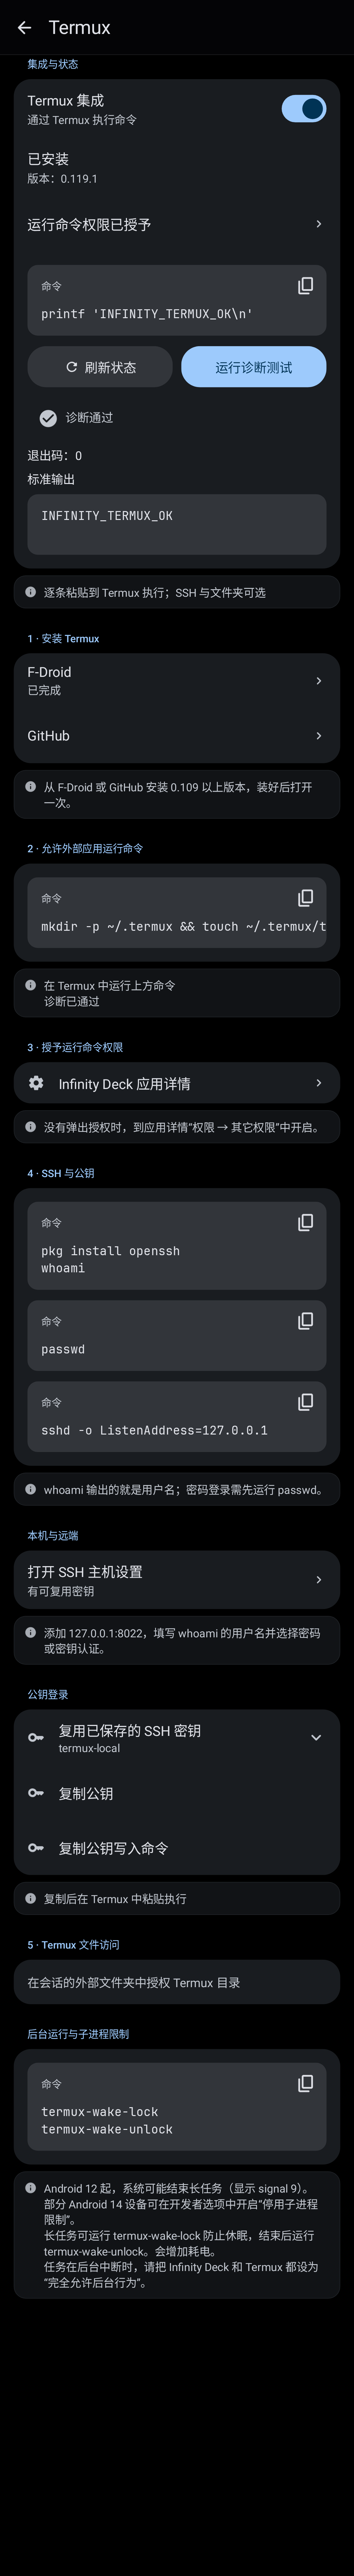 Termux
集成与状态
Termux 集成
通过 Termux 执行命令
已安装
版本：0.119.1
运行命令权限已授予
命令
printf 'INFINITY_TERMUX_OK\n'
刷新状态
运行诊断测试
诊断通过
退出码：0
标准输出
INFINITY_TERMUX_OK
逐条粘贴到 Termux 执行；SSH 与文件夹可选
1 · 安装 Termux
F-Droid
已完成
GitHub
从 F-Droid 或 GitHub 安装 0.109 以上版本，装好后打开
一次。
2 · 允许外部应用运行命令
命令
mkdir -p ~/.termux && touch ~/.termux/t
在 Termux 中运行上方命令
诊断已通过
3 · 授予运行命令权限
Infinity Deck 应用详情
没有弹出授权时，到应用详情“权限 → 其它权限”中开启。
4 · SSH 与公钥
命令
pkg install openssh
whoami
命令
passwd
命令
sshd -o ListenAddress=127.0.0.1
whoami 输出的就是用户名；密码登录需先运行 passwd。
本机与远端
打开 SSH 主机设置
有可复用密钥
添加 127.0.0.1:8022，填写 whoami 的用户名并选择密码
或密钥认证。
公钥登录
复用已保存的 SSH 密钥
termux-local
复制公钥
复制公钥写入命令
复制后在 Termux 中粘贴执行
5 · Termux 文件访问
在会话的外部文件夹中授权 Termux 目录
后台运行与子进程限制
命令
termux-wake-lock
termux-wake-unlock
Android 12 起，系统可能结束长任务（显示 signal 9）。
部分 Android 14 设备可在开发者选项中开启“停用子进程
限制”。
长任务可运行 termux-wake-lock 防止休眠，结束后运行
termux-wake-unlock。会增加耗电。
任务在后台中断时，请把 Infinity Deck 和 Termux 都设为
“完全允许后台行为”。